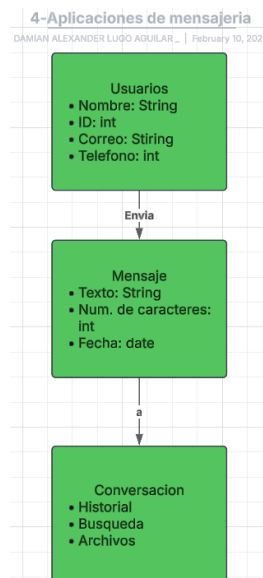 4-Aplicaciones de mensajeria
DAMIAN ALEXANDER LUGO AGUILAR_ | February 10, 202
Usuarios
• Nombre: String
• ID: int
• Correo: Stiring
• Telefono: int
Envia
Mensaje
• Texto: String
• Num. de caracteres:
int
• Fecha: date
a
Conversacion
• Historial
• Busqueda
• Archivos